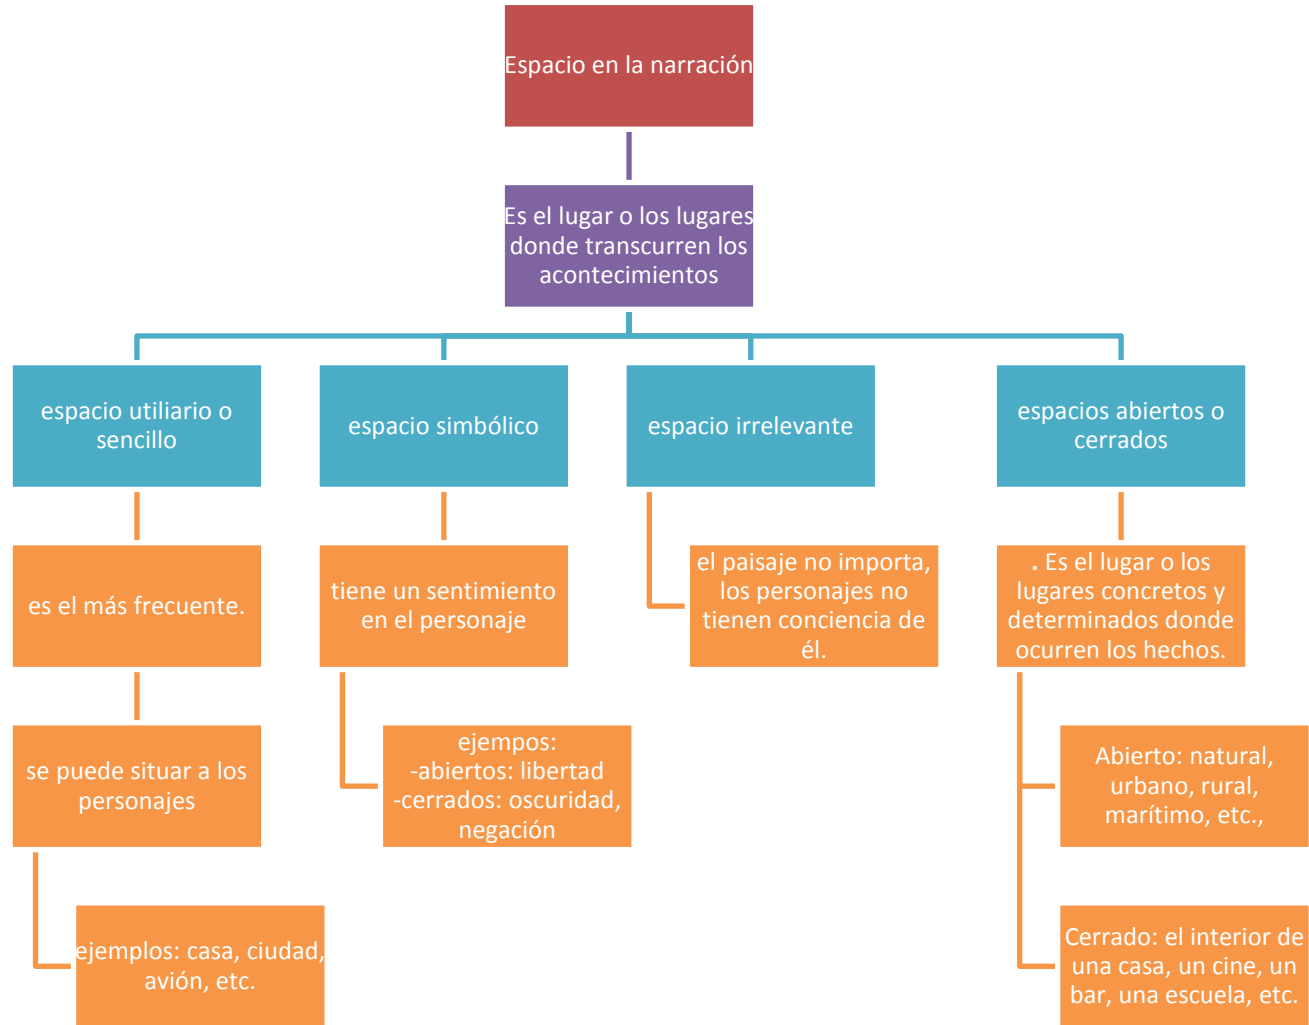 Espacio en la narración
Es el lugar o los lugares
donde transcurren los
acontecimientos
espacio utiliario o
sencillo
espacio simbólico
espacio irrelevante
espacios abiertos o
cerrados
es el más frecuente.
tiene un sentimiento
en el personaje
el paisaje no importa,
los personajes no
tienen conciencia de
él.
. Es el lugar o los
lugares concretos y
determinados donde
ocurren los hechos.
se puede situar a los
personajes
ejempos:
-abiertos: libertad
-cerrados: oscuridad,
negación
Abierto: natural,
urbano, rural,
marítimo, etc.,
ejemplos: casa, ciudad,
avión, etc.
Cerrado: el interior de
una casa, un cine, un
bar, una escuela, etc.